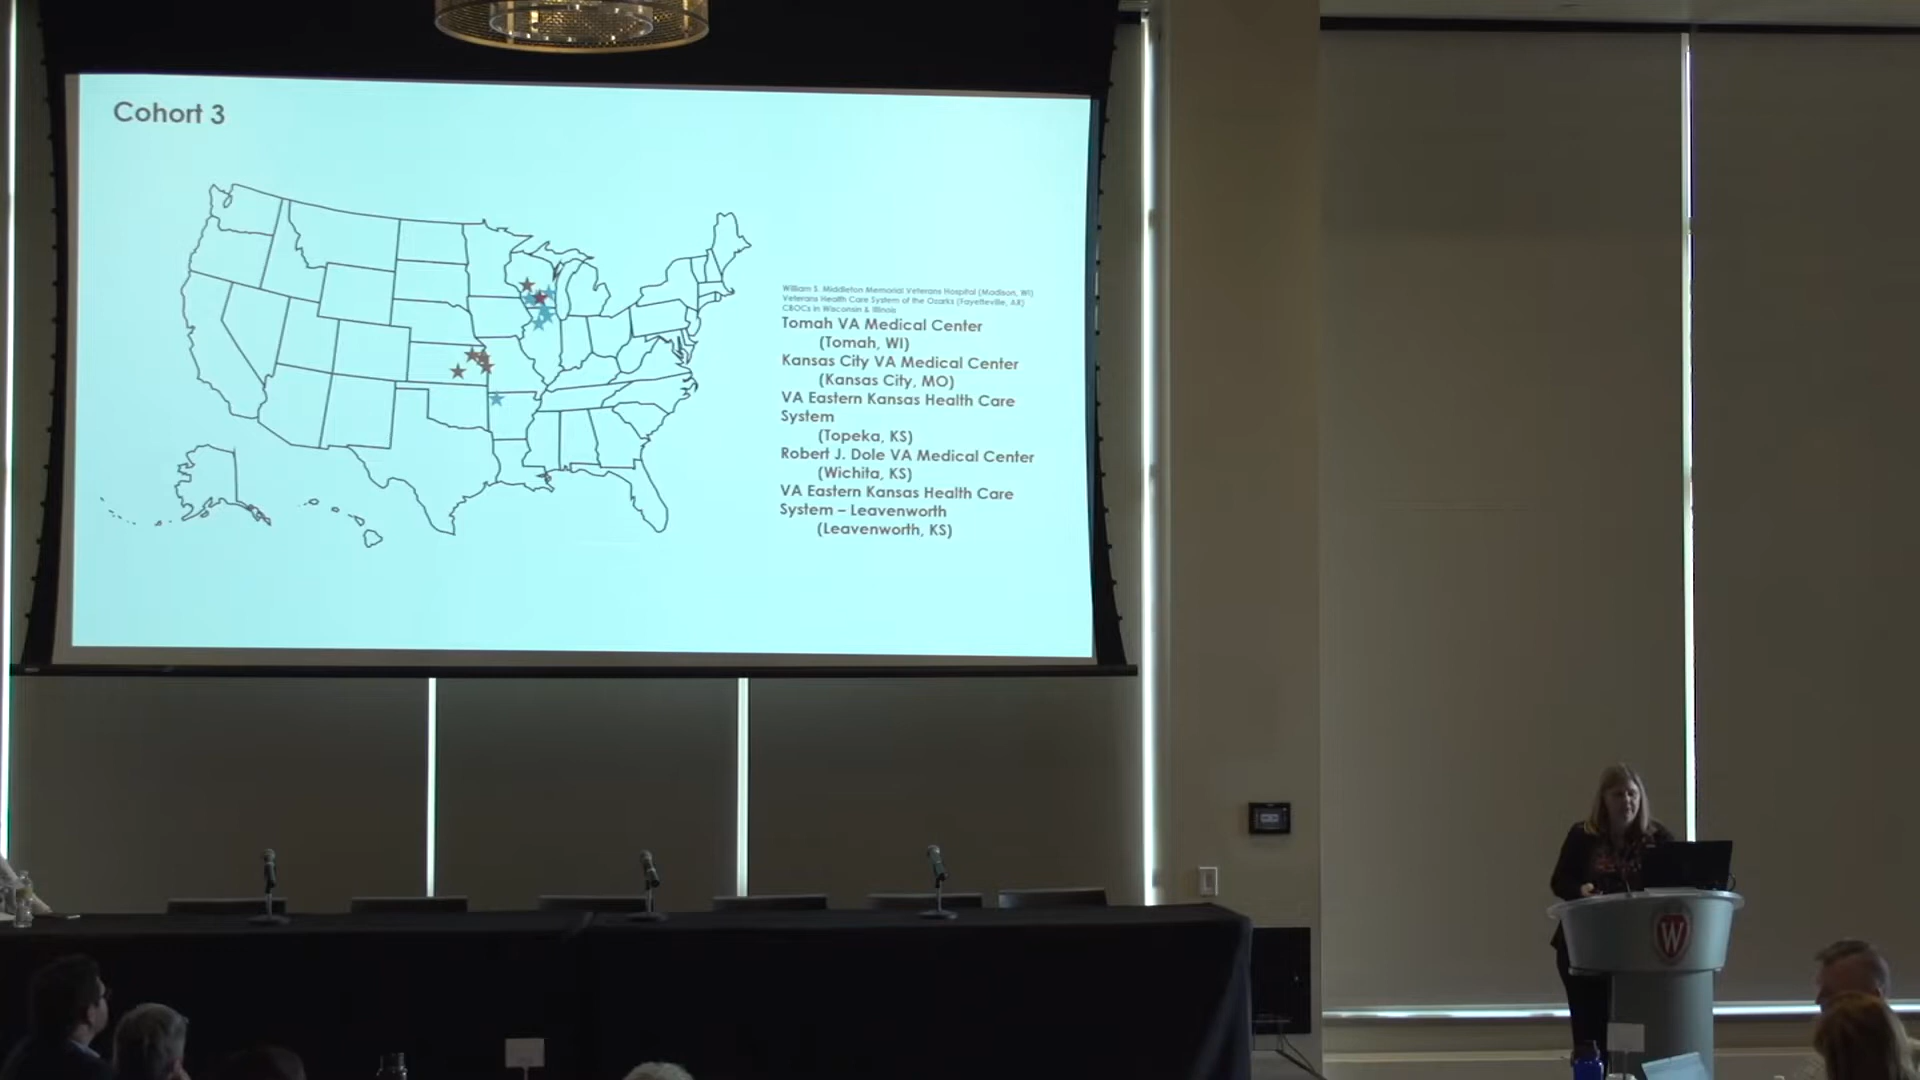 Cohort 3
William S. Middleton Memorial Veterans Hospital (Madison, WI)
Veterans Health Care System of the Ozarks (Fayetteville, AR)
CBOCs in Wisconsin & Illinois
Tomah VA Medical Center
(Tomah, WI)
Kansas City VA Medical Center
(Kansas City, MO)
VA Eastern Kansas Health Care
System
(Topeka, KS)
Robert J. Dole VA Medical Center
(Wichita, KS)
VA Eastern Kansas Health Care
System – Leavenworth
(Leavenworth, KS)
W